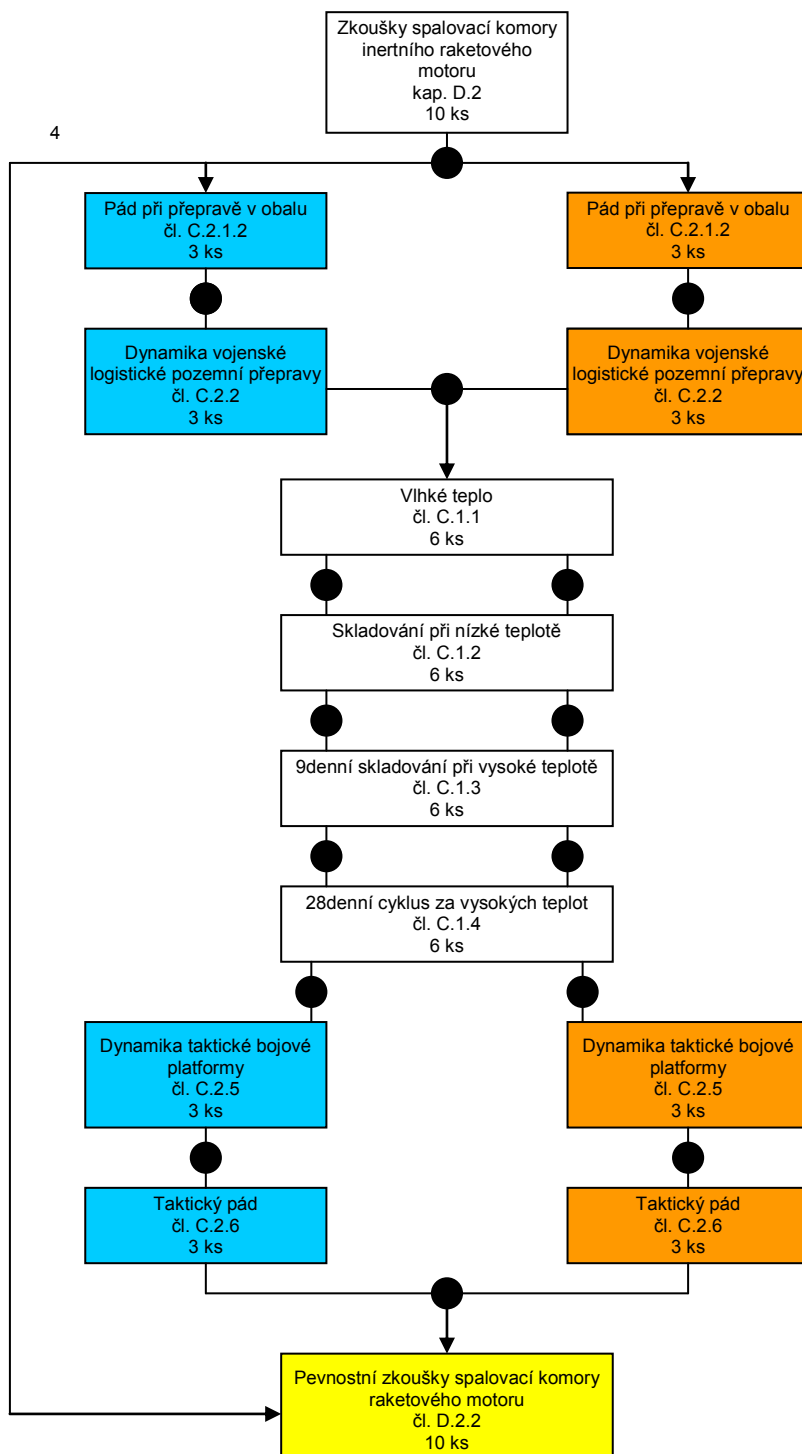 Zkoušky spalovací komory
inertního raketového
motoru
kap. D.2
10 ks
4
Pád při přepravě v obalu
čl. C.2.1.2
3 ks
Pád při přepravě v obalu
čl. C.2.1.2
3 ks
Dynamika vojenské
logistické pozemní přepravy
čl. C.2.2
3 ks
Dynamika vojenské
logistické pozemní přepravy
čl. C.2.2
3 ks
Vlhké teplo
čl. C.1.1
6 ks
Skladování při nízké teplotě
čl. C.1.2
6 ks
9denní skladování při vysoké teplotě
čl. C.1.3
6 ks
28denní cyklus za vysokých teplot
čl. C.1.4
6 ks
Dynamika taktické bojové
platformy
čl. C.2.5
3 ks
Dynamika taktické bojové
platformy
čl. C.2.5
3 ks
Taktický pád
čl. C.2.6
3 ks
Taktický pád
čl. C.2.6
3 ks
Pevnostní zkoušky spalovací komory
raketového motoru
čl. D.2.2
10 ks